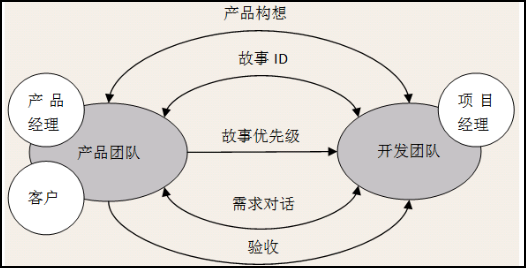 产品构想
故事 ID
产 品
经理
项 目
经理
产品团队
故事优先级
开发团队
客户
需求对话
验收